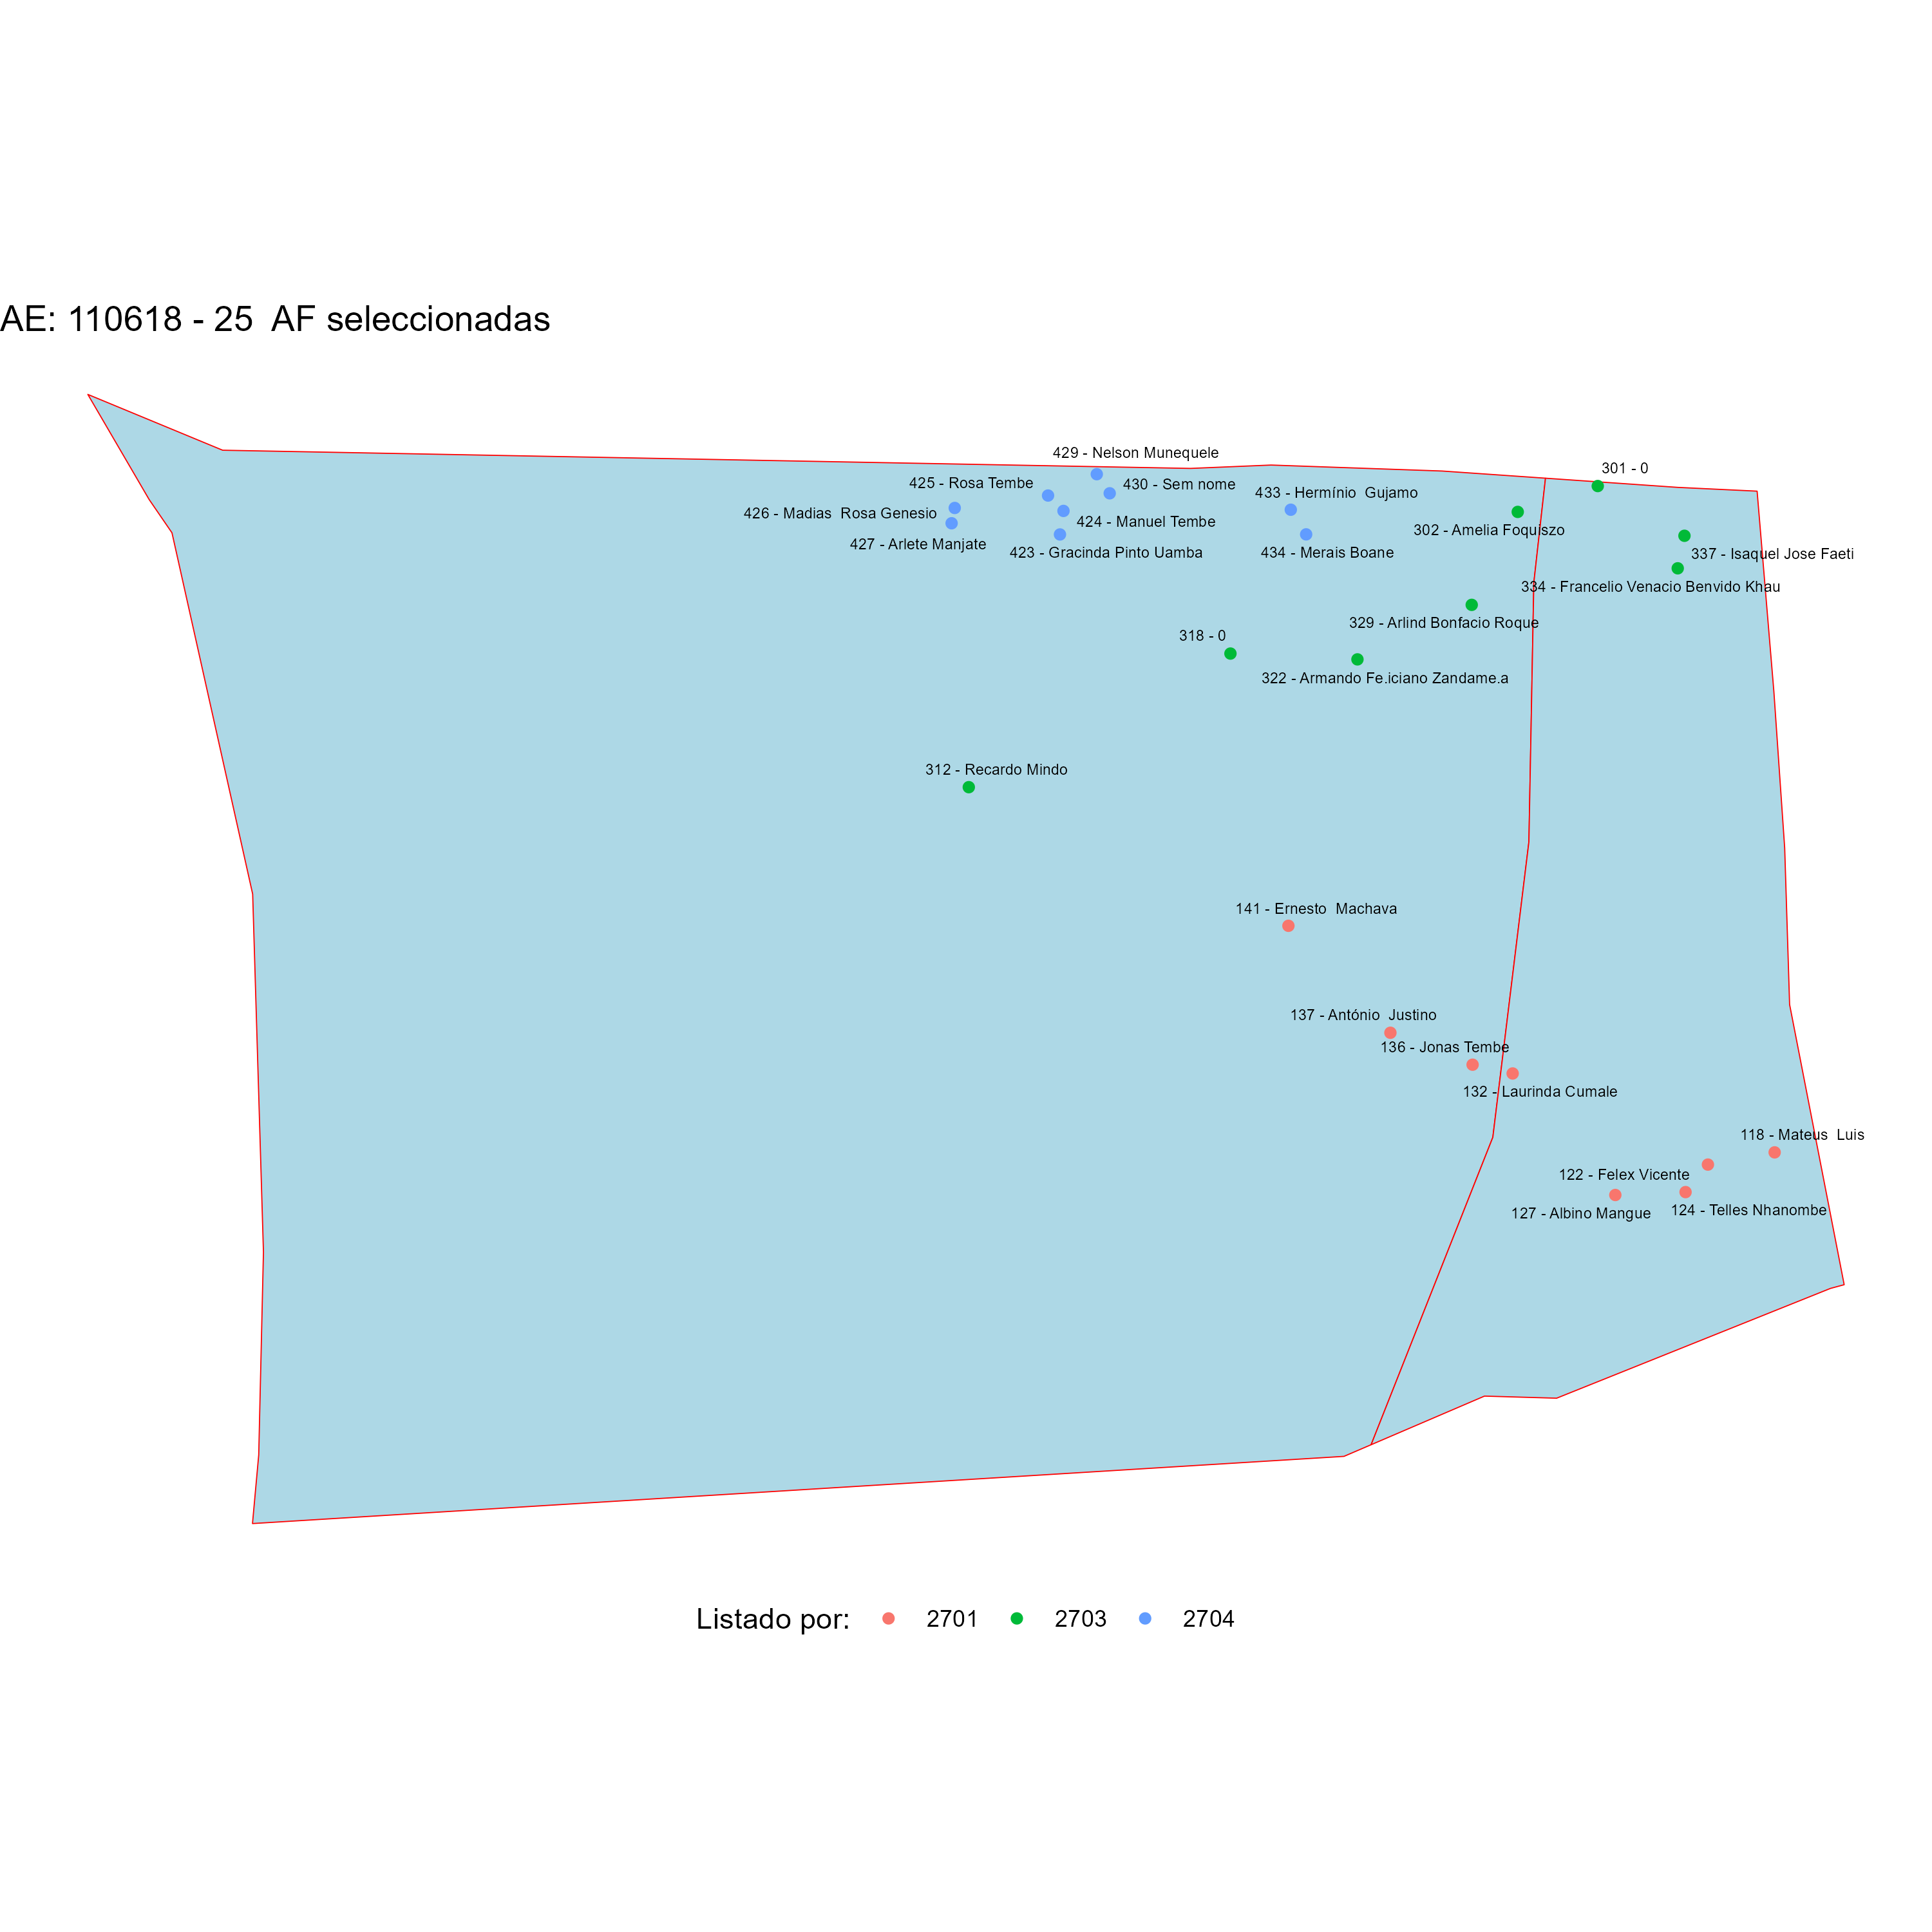 AE: 110618 - 25  AF seleccionadas
429 - Nelson Munequele
301 - 0
425 - Rosa Tembe
430 - Sem nome
433 - Hermínio  Gujamo
426 - Madias  Rosa Genesio
424 - Manuel Tembe
302 - Amelia Foquiszo
427 - Arlete Manjate
423 - Gracinda Pinto Uamba
434 - Merais Boane
337 - Isaquel Jose Faeti
334 - Francelio Venacio Benvido Khau
329 - Arlind Bonfacio Roque
318 - 0
322 - Armando Fe.iciano Zandame.a
312 - Recardo Mindo
141 - Ernesto  Machava
137 - António  Justino
136 - Jonas Tembe
132 - Laurinda Cumale
118 - Mateus  Luis
122 - Felex Vicente
127 - Albino Mangue
124 - Telles Nhanombe
Listado por: 2701 2703 2704